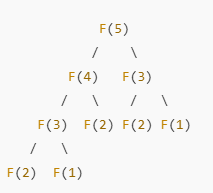 F(5)
/ \
F(4) F(3)
/ \ / \
F(3) F(2) F(2) F(1)
/ \
F(2) F(1)